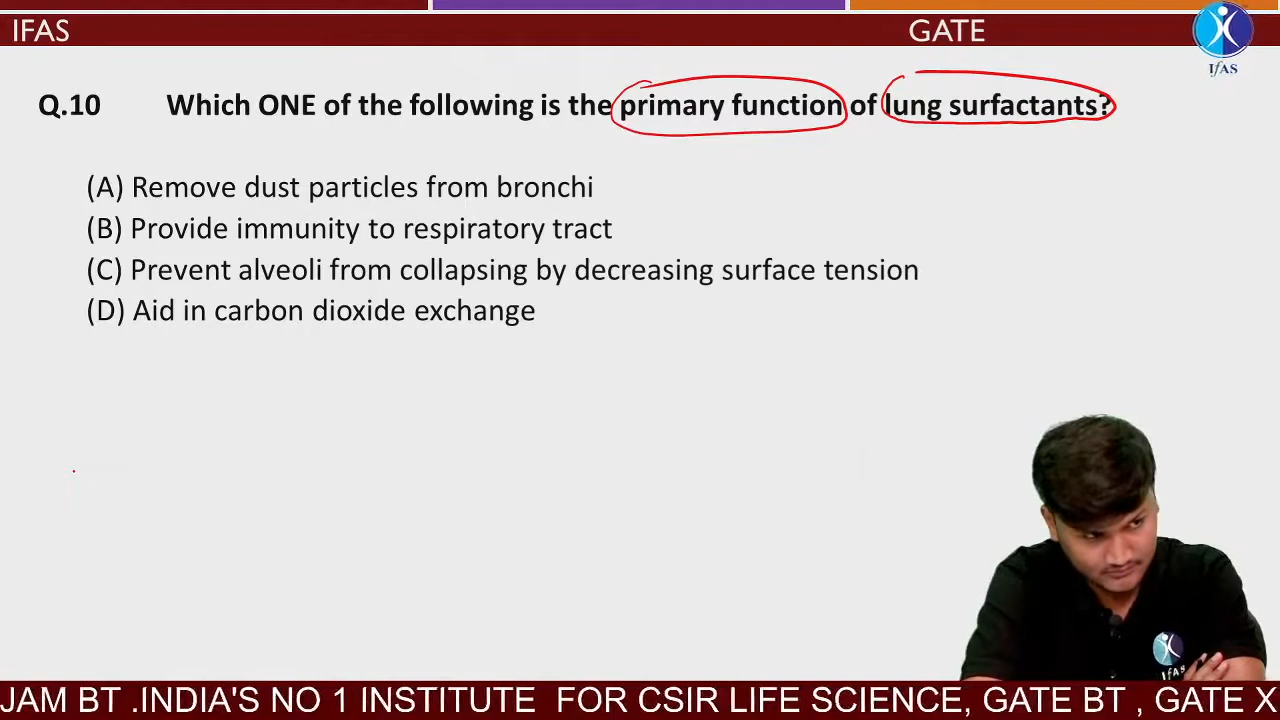 IFAS
GATE
IfAS
Q.10 Which ONE of the following is the primary function of lung surfactants?
(A) Remove dust particles from bronchi
(B) Provide immunity to respiratory tract
(C) Prevent alveoli from collapsing by decreasing surface tension
(D) Aid in carbon dioxide exchange
IfAS
JAM BT .INDIA'S NO 1 INSTITUTE FOR CSIR LIFE SCIENCE, GATE BT , GATE X